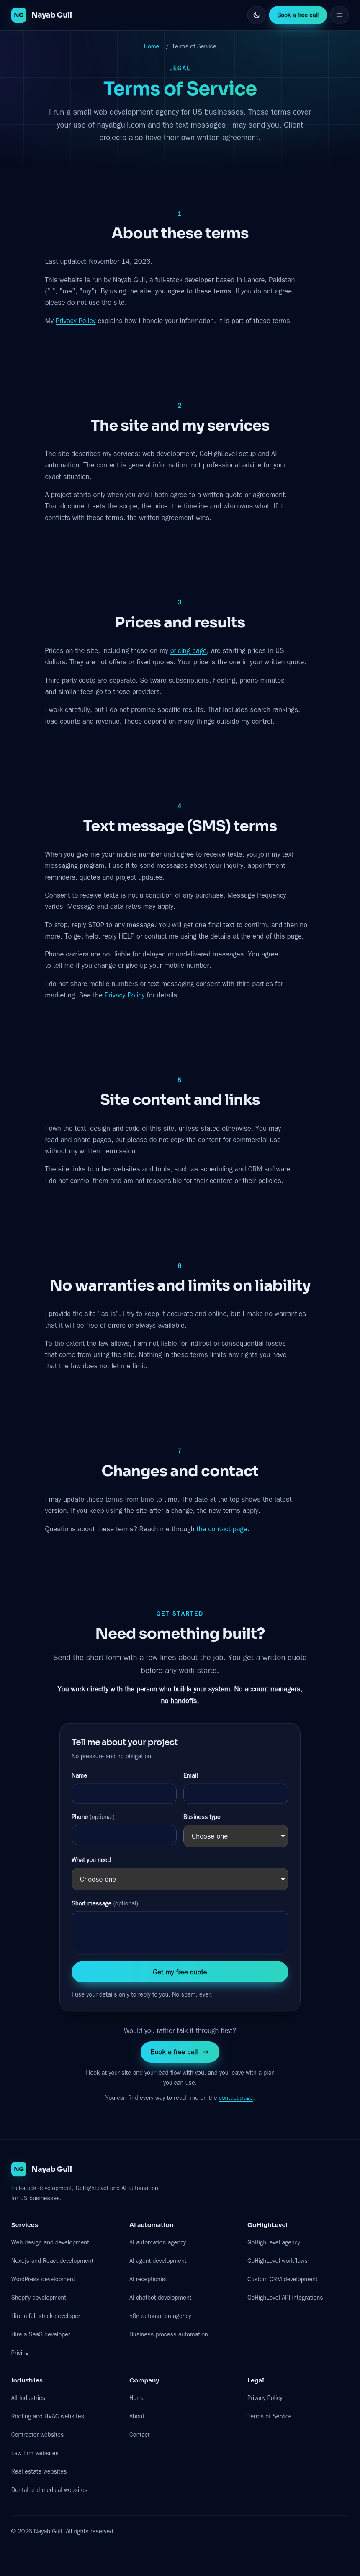 NG Nayab Gull
Book a free call
Home / Terms of Service
LEGAL
Terms of Service
I run a small web development agency for US businesses. These terms cover
your use of nayabgull.com and the text messages I may send you. Client
projects also have their own written agreement.
1
About these terms
Last updated: November 14, 2026.
This website is run by Nayab Gull, a full-stack developer based in Lahore, Pakistan
("I", "me", "my"). By using the site, you agree to these terms. If you do not agree,
please do not use the site.
My Privacy Policy explains how I handle your information. It is part of these terms.
2
The site and my services
The site describes my services: web development, GoHighLevel setup and AI
automation. The content is general information, not professional advice for your
exact situation.
A project starts only when you and I both agree to a written quote or agreement.
That document sets the scope, the price, the timeline and who owns what. If it
conflicts with these terms, the written agreement wins.
3
Prices and results
Prices on the site, including those on my pricing page, are starting prices in US
dollars. They are not offers or fixed quotes. Your price is the one in your written quote.
Third-party costs are separate. Software subscriptions, hosting, phone minutes
and similar fees go to those providers.
I work carefully, but I do not promise specific results. That includes search rankings,
lead counts and revenue. Those depend on many things outside my control.
4
Text message (SMS) terms
When you give me your mobile number and agree to receive texts, you join my text
messaging program. I use it to send messages about your inquiry, appointment
reminders, quotes and project updates.
Consent to receive texts is not a condition of any purchase. Message frequency
varies. Message and data rates may apply.
To stop, reply STOP to any message. You will get one final text to confirm, and then no
more. To get help, reply HELP or contact me using the details at the end of this page.
Phone carriers are not liable for delayed or undelivered messages. You agree
to tell me if you change or give up your mobile number.
I do not share mobile numbers or text messaging consent with third parties for
marketing. See the Privacy Policy for details.
5
Site content and links
I own the text, design and code of this site, unless stated otherwise. You may
read and share pages, but please do not copy the content for commercial use
without my written permission.
The site links to other websites and tools, such as scheduling and CRM software.
I do not control them and am not responsible for their content or their policies.
6
No warranties and limits on liability
I provide the site "as is". I try to keep it accurate and online, but I make no warranties
that it will be free of errors or always available.
To the extent the law allows, I am not liable for indirect or consequential losses
that come from using the site. Nothing in these terms limits any rights you have
that the law does not let me limit.
7
Changes and contact
I may update these terms from time to time. The date at the top shows the latest
version. If you keep using the site after a change, the new terms apply.
Questions about these terms? Reach me through the contact page.
GET STARTED
Need something built?
Send the short form with a few lines about the job. You get a written quote
before any work starts.
You work directly with the person who builds your system. No account managers,
no handoffs.
Tell me about your project
No pressure and no obligation.
Name Email
Phone (optional) Business type
Choose one
What you need
Choose one
Short message (optional)
Get my free quote
I use your details only to reply to you. No spam, ever.
Would you rather talk it through first?
Book a free call →
I look at your site and your lead flow with you, and you leave with a plan
you can use.
You can find every way to reach me on the contact page.
NG Nayab Gull
Full-stack development, GoHighLevel and AI automation
for US businesses.
Services AI automation GoHighLevel
Web design and development AI automation agency GoHighLevel agency
Next.js and React development AI agent development GoHighLevel workflows
WordPress development AI receptionist Custom CRM development
Shopify development AI chatbot development GoHighLevel API integrations
Hire a full stack developer n8n automation agency
Hire a SaaS developer Business process automation
Pricing
Industries Company Legal
All industries Home Privacy Policy
Roofing and HVAC websites About Terms of Service
Contractor websites Contact
Law firm websites
Real estate websites
Dental and medical websites
© 2026 Nayab Gull. All rights reserved.